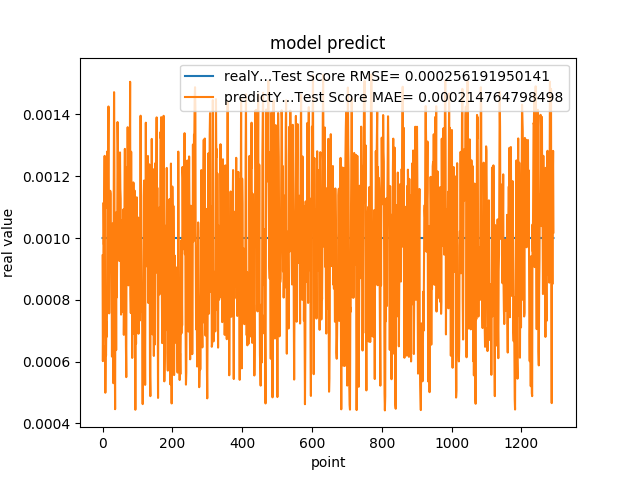 model predict
realY...Test Score RMSE= 0.000256191950141
predictY...Test Score MAE= 0.000214764798498
0.0014
0.0012
0.0010
0.0008
0.0006
0.0004
real value
0 200 400 600 800 1000 1200
point